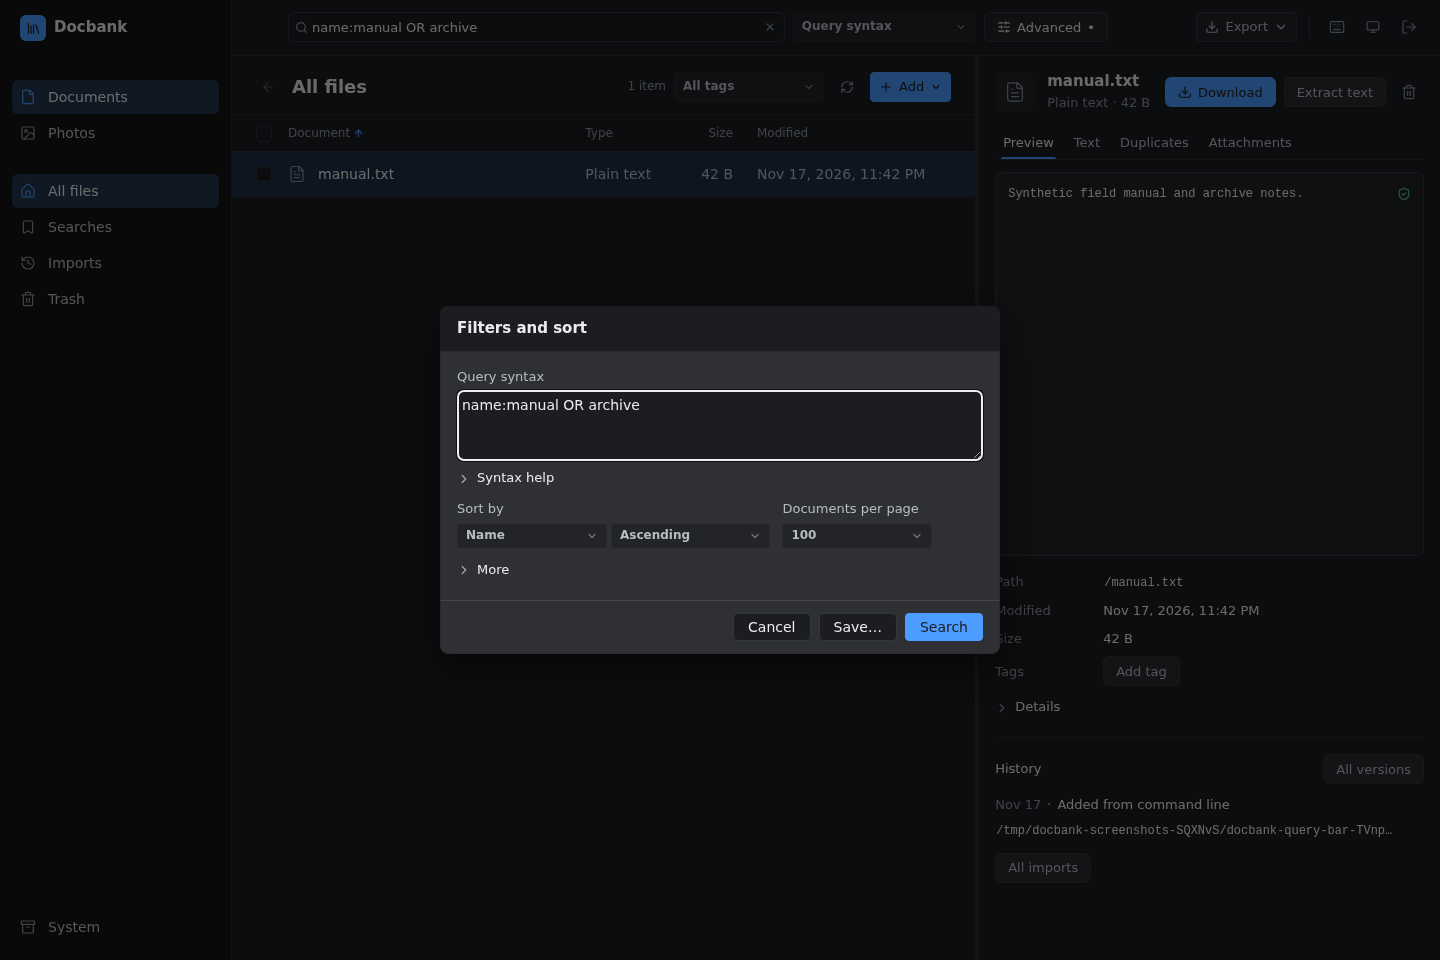 Docbank
name:manual OR archive
Query syntax
Advanced •
Export
Documents
Photos
All files
Searches
Imports
Trash
System
All files
1 item
All tags
Add
Document
Type
Size
Modified
manual.txt
Plain text
42 B
Nov 17, 2026, 11:42 PM
manual.txt
Plain text · 42 B
Download
Extract text
Preview
Text
Duplicates
Attachments
Synthetic field manual and archive notes.
Filters and sort
Query syntax
name:manual OR archive
Syntax help
Sort by
Documents per page
Name
Ascending
100
More
Cancel
Save…
Search
Path
/manual.txt
Modified
Nov 17, 2026, 11:42 PM
Size
42 B
Tags
Add tag
Details
History
All versions
Nov 17 · Added from command line
/tmp/docbank-screenshots-SQXNvS/docbank-query-bar-TVnp…
All imports